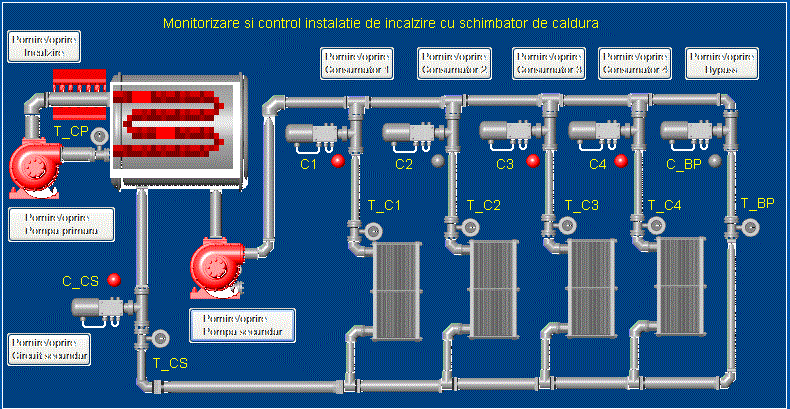 Monitorizare si control instalatie de incalzire cu schimbator de caldura
Pornire/oprire
Incalzire
Pornire/oprire
Consumator 1
Pornire/oprire
Consumator 2
Pornire/oprire
Consumator 3
Pornire/oprire
Consumator 4
Pornire/oprire
Bypass
T_CP
C1
C2
C3
C4
C_BP
T_C1
T_C2
T_C3
T_C4
T_BP
Pornire/oprire
Pompa primara
C_CS
Pornire/oprire
Pompa secundar
Pornire/oprire
Circuit secundar
T_CS